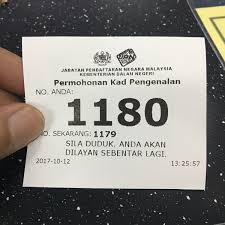 JPN
JABATAN PENDAFTARAN NEGARA MALAYSIA
KEMENTERIAN DALAM NEGERI
Permohonan Kad Pengenalan
NO. ANDA:
1180
NO. SEKARANG: 1179
SILA DUDUK, ANDA AKAN
DILAYAN SEBENTAR LAGI.
2017-10-12 13:25:57